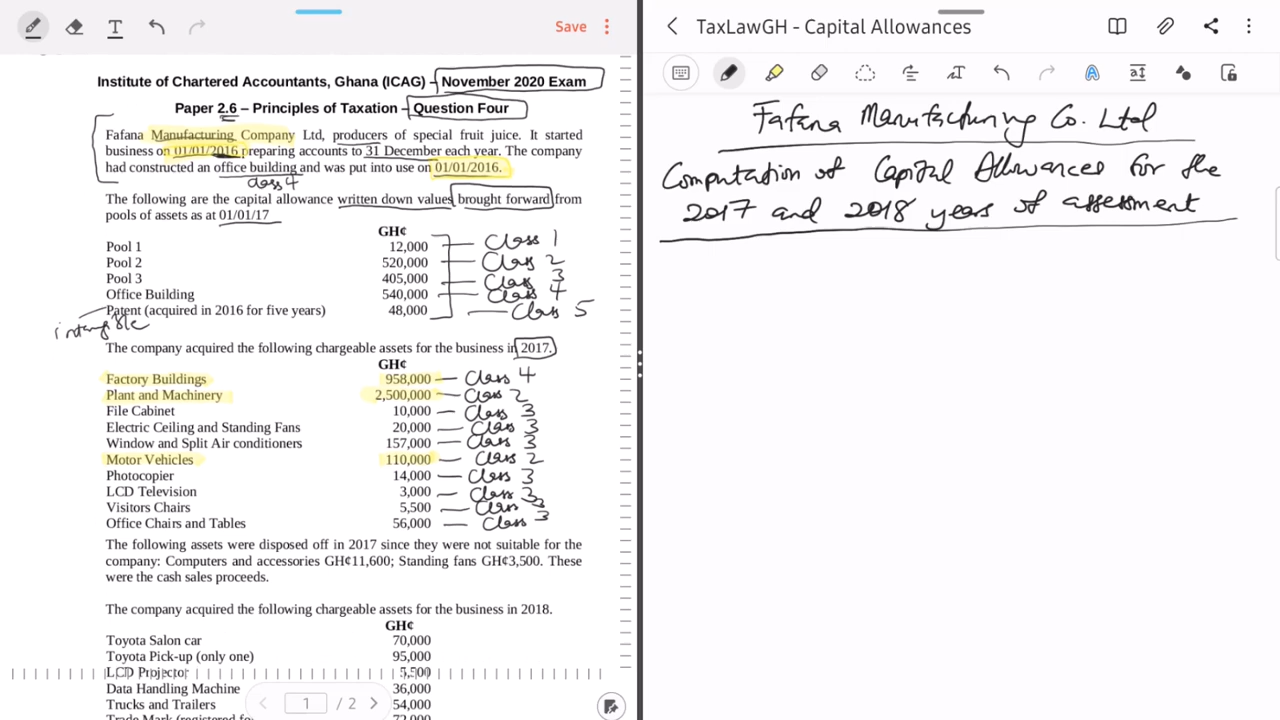 Save
TaxLawGH - Capital Allowances
Institute of Chartered Accountants, Ghana (ICAG) – November 2020 Exam
Paper 2.6 – Principles of Taxation – Question Four
Fafana Manufacturing Company Ltd, producers of special fruit juice. It started
business on 01/01/2016 preparing accounts to 31 December each year. The company
had constructed an office building and was put into use on 01/01/2016.
class 4
The following are the capital allowance written down values brought forward from
pools of assets as at 01/01/17
GH¢
Pool 1 12,000 Class 1
Pool 2 520,000 Class 2
Pool 3 405,000 Class 3
Office Building 540,000 Class 4
Patent (acquired in 2016 for five years) 48,000 Class 5
intangible
The company acquired the following chargeable assets for the business in 2017.
GH¢
Factory Buildings 958,000 Class 4
Plant and Machinery 2,500,000 Class 2
File Cabinet 10,000 Class 3
Electric Ceiling and Standing Fans 20,000 Class 3
Window and Split Air conditioners 157,000 Class 3
Motor Vehicles 110,000 Class 2
Photocopier 14,000 Class 3
LCD Television 3,000 Class 3
Visitors Chairs 5,500 Class 3
Office Chairs and Tables 56,000 Class 3
The following assets were disposed off in 2017 since they were not suitable for the
company: Computers and accessories GH¢11,600; Standing fans GH¢3,500. These
were the cash sales proceeds.
The company acquired the following chargeable assets for the business in 2018.
GH¢
Toyota Salon car 70,000
Toyota Pick-up (only one) 95,000
LCD Projector 5,500
Data Handling Machine 36,000
Trucks and Trailers 54,000
Trade Mark (registered 72,000
1 / 2
Fafana Manufacturing Co. Ltd
Computation of Capital Allowances for the
2017 and 2018 years of assessment